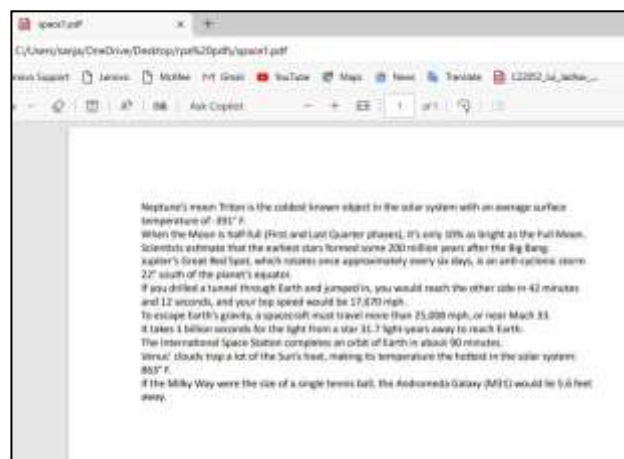 space1.pdf
C:/Users/sanja/OneDrive/Desktop/rpa%20pdfs/space1.pdf
Support Lenovo McAfee Gmail YouTube Maps News Translate
Ask Copilot 1 of 1
Neptune's moon Triton is the coldest known object in the solar system with an average surface
temperature of -391° F.
When the Moon is half full (First and Last Quarter phases), it's only 10% as bright as the Full Moon.
Scientists estimate that the earliest stars formed some 200 million years after the Big Bang.
Jupiter's Great Red Spot, which rotates once approximately every six days, is an anti-cyclonic storm
22° south of the planet's equator.
If you drilled a tunnel through Earth and jumped in, you would reach the other side in 42 minutes
and 12 seconds, and your top speed would be 17,670 mph.
To escape Earth's gravity, a spacecraft must travel more than 25,008 mph, or near Mach 33.
It takes 1 billion seconds for the light from a star 31.7 light-years away to reach Earth.
The International Space Station completes an orbit of Earth in about 90 minutes.
Venus' clouds trap a lot of the Sun's heat, making its temperature the hottest in the solar system:
863° F.
If the Milky Way were the size of a single tennis ball, the Andromeda Galaxy (M31) would lie 5.6 feet
away.